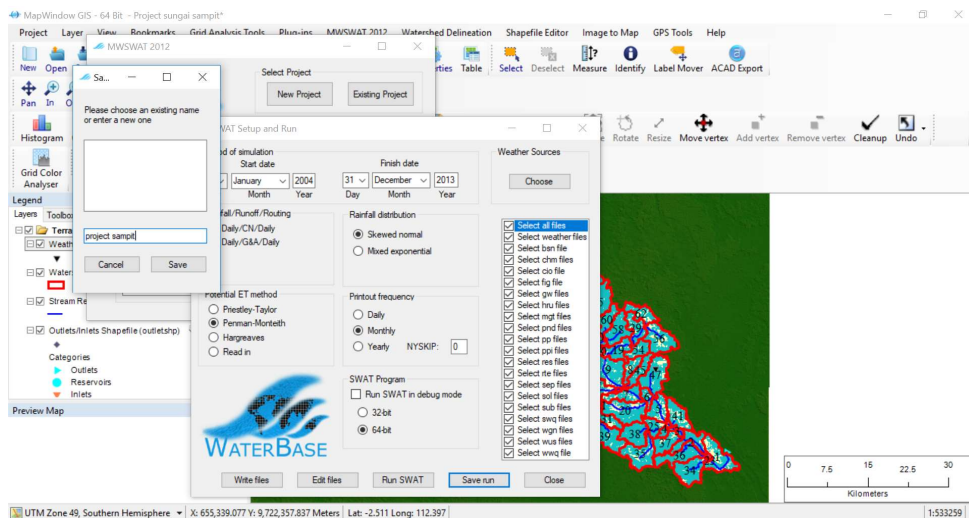 MapWindow GIS - 64 Bit - Project sungai sampit*
Project Layer View Bookmarks Grid Analysis Tools Plug-ins MWSWAT 2012 Watershed Delineation Shapefile Editor Image to Map GPS Tools Help
MWSWAT 2012
New Open Table Select Deselect Measure Identify Label Mover ACAD Export
Select Project
New Project Existing Project
Sa...
Please choose an existing name
or enter a new one
project sampit
Cancel Save
Pan In
Histogram
Rotate Resize Move vertex Add vertex Remove vertex Cleanup Undo
Grid Color
Analyser
Legend
Layers
Weath
Stream Re
Outlets/Inlets Shapefile (outletshp)
Categories
Outlets
Reservoirs
Inlets
Preview Map
SWAT Setup and Run
of simulation
Start date Finish date
January 2004 31 December 2013
Month Year Day Month Year
Weather Sources
Choose
fall/Runoff/Routing
Daily/CN/Daily
Daily/G&A/Daily
Rainfall distribution
Skewed normal
Mixed exponential
Potential ET method
Priestley-Taylor
Penman-Monteith
Hargreaves
Read in
Printout frequency
Daily
Monthly
Yearly NYSKIP: 0
SWAT Program
Run SWAT in debug mode
32-bit
64-bit
WATERBASE
Select all files
Select weather files
Select bsn file
Select chm files
Select cio file
Select fig file
Select gw files
Select hru files
Select mgt files
Select pnd files
Select pp files
Select ppi files
Select res files
Select rte files
Select sep files
Select sol files
Select sub files
Select swq files
Select wgn files
Select wus files
Select wwq file
Write files Edit files Run SWAT Save run Close
0 7.5 15 22.5 30
Kilometers
UTM Zone 49, Southern Hemisphere X: 655,339.077 Y: 9,722,357.837 Meters Lat: -2.511 Long: 112.397 1:533259